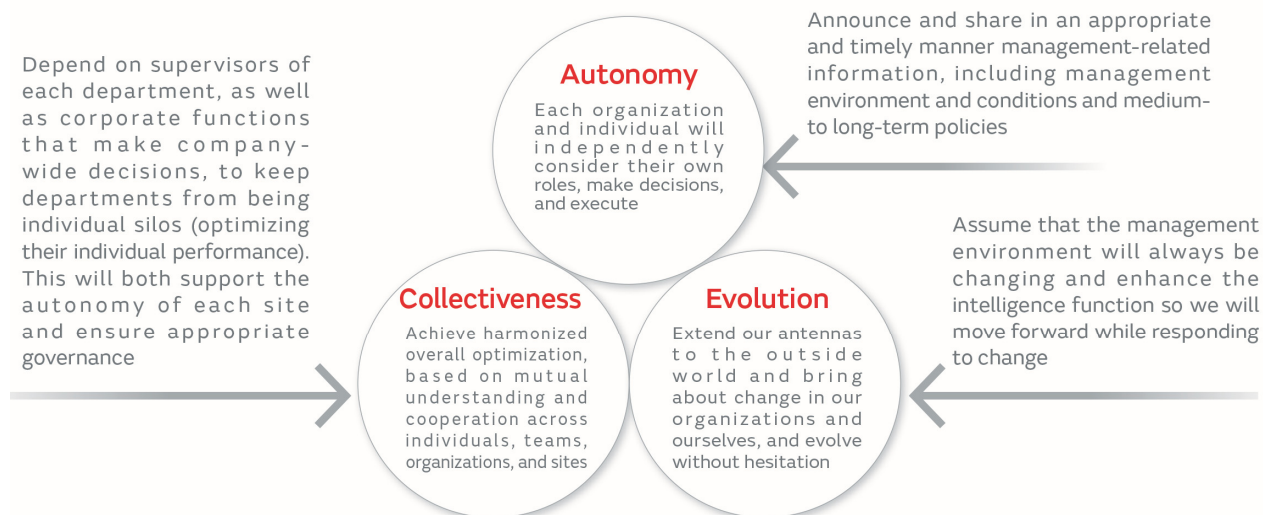 Depend on supervisors of
each department, as well
as corporate functions
that make company-
wide decisions, to keep
departments from being
individual silos (optimizing
their individual performance).
This will both support the
autonomy of each site
and ensure appropriate
governance
Autonomy
Each organization
and individual will
independently
consider their own
roles, make decisions,
and execute
Announce and share in an appropriate
and timely manner management-related
information, including management
environment and conditions and medium-
to long-term policies
Collectiveness
Achieve harmonized
overall optimization,
based on mutual
understanding and
cooperation across
individuals, teams,
organizations, and sites
Evolution
Extend our antennas
to the outside
world and bring
about change in our
organizations and
ourselves, and evolve
without hesitation
Assume that the management
environment will always be
changing and enhance the
intelligence function so we will
move forward while responding
to change